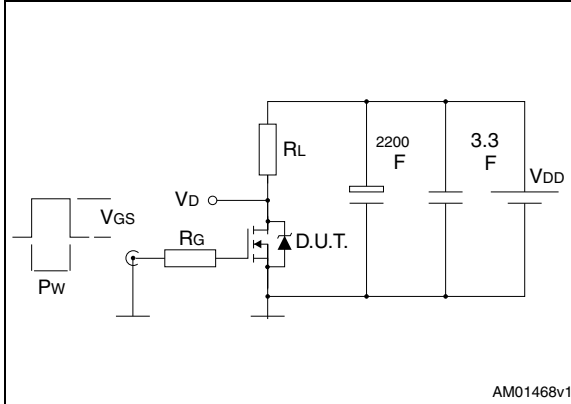 2200
F
3.3
F
RL
VDD
VD
VGS
RG
D.U.T.
PW
AM01468v1